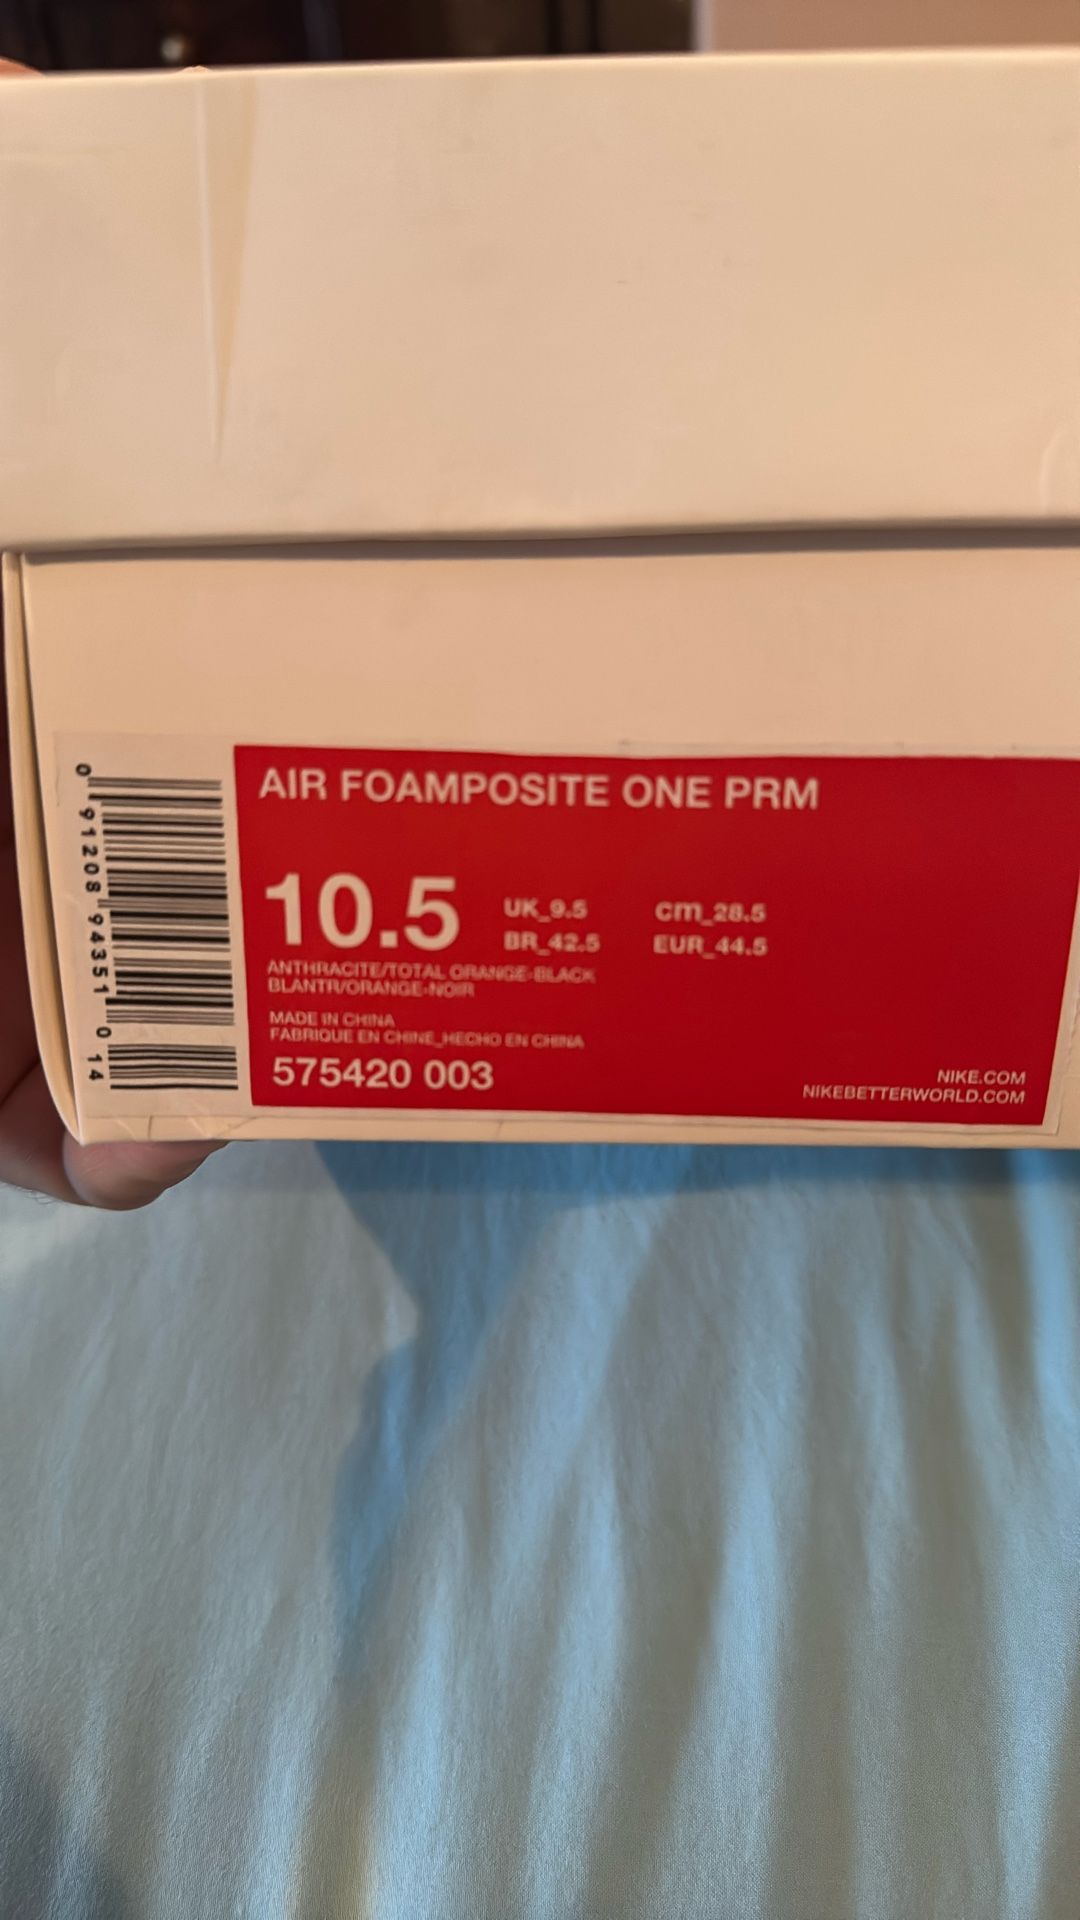 AIR FOAMPOSITE ONE PRM
10.5
UK_9.5
cm_28.5
BR_42.5
EUR_44.5
ANTHRACITE/TOTAL ORANGE-BLACK
BLANTR/ORANGE-NOIR
MADE IN CHINA
FABRIQUE EN CHINE_HECHO EN CHINA
575420 003
NIKE.COM
NIKEBETTERWORLD.COM
0 91208 94351 0 14